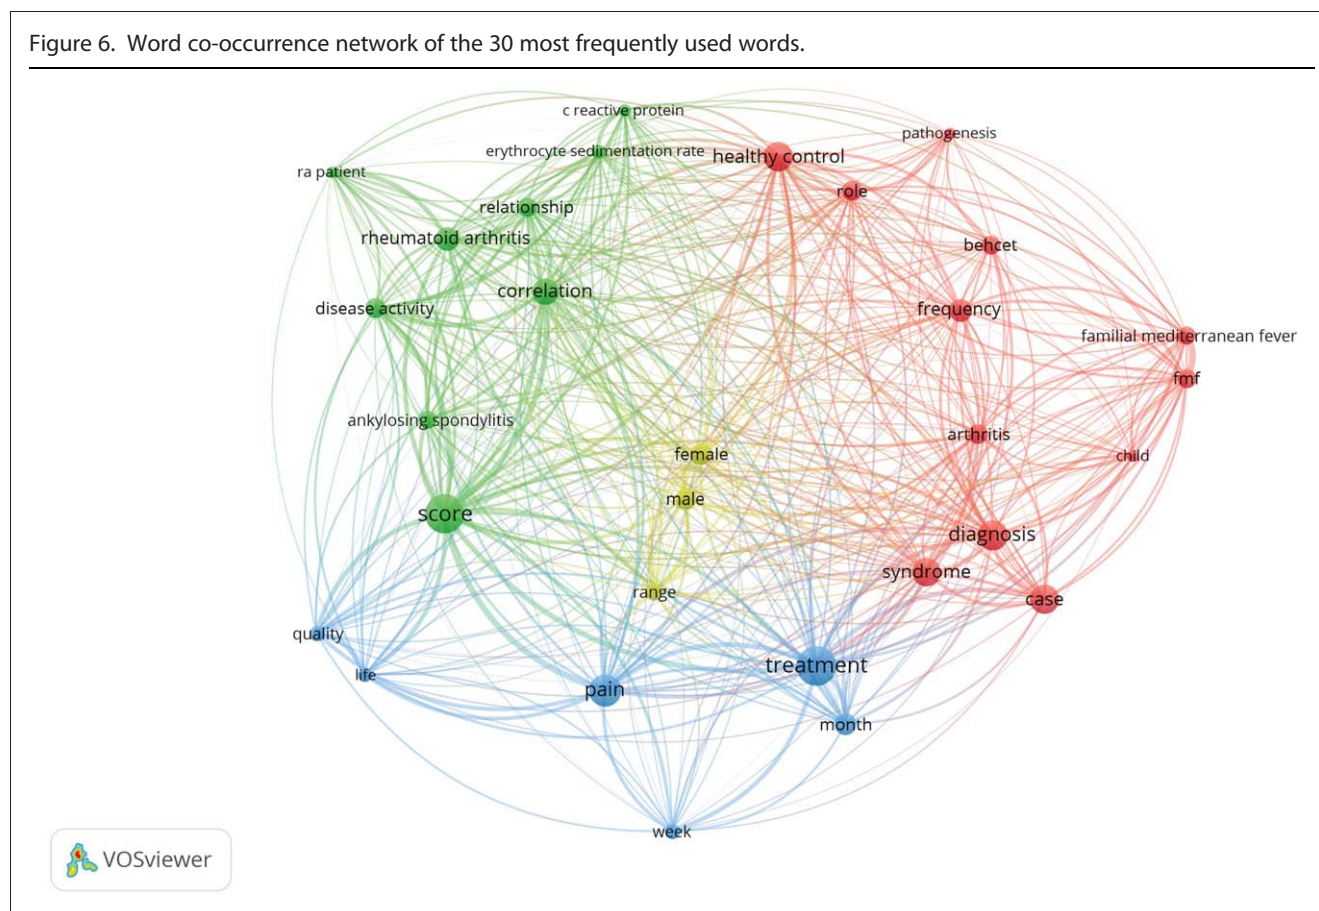 Figure 6. Word co-occurrence network of the 30 most frequently used words.
c reactive protein
pathogenesis
erythrocyte sedimentation rate
healthy control
ra patient
role
relationship
rheumatoid arthritis
behcet
correlation
disease activity
frequency
familial mediterranean fever
fmf
ankylosing spondylitis
arthritis
female
child
male
score
diagnosis
syndrome
range
case
quality
treatment
life
pain
month
week
VOSviewer